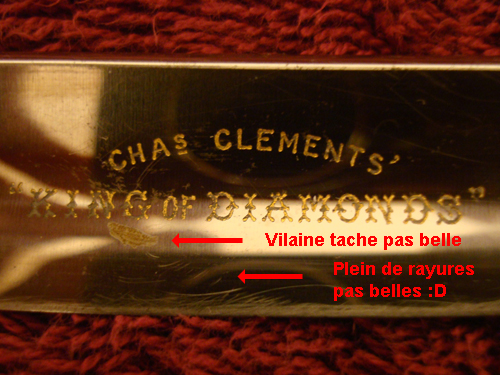 CHAS CLEMENTS'
"KING OF DIAMONDS"
Vilaine tache pas belle
Plein de rayures
pas belles :D